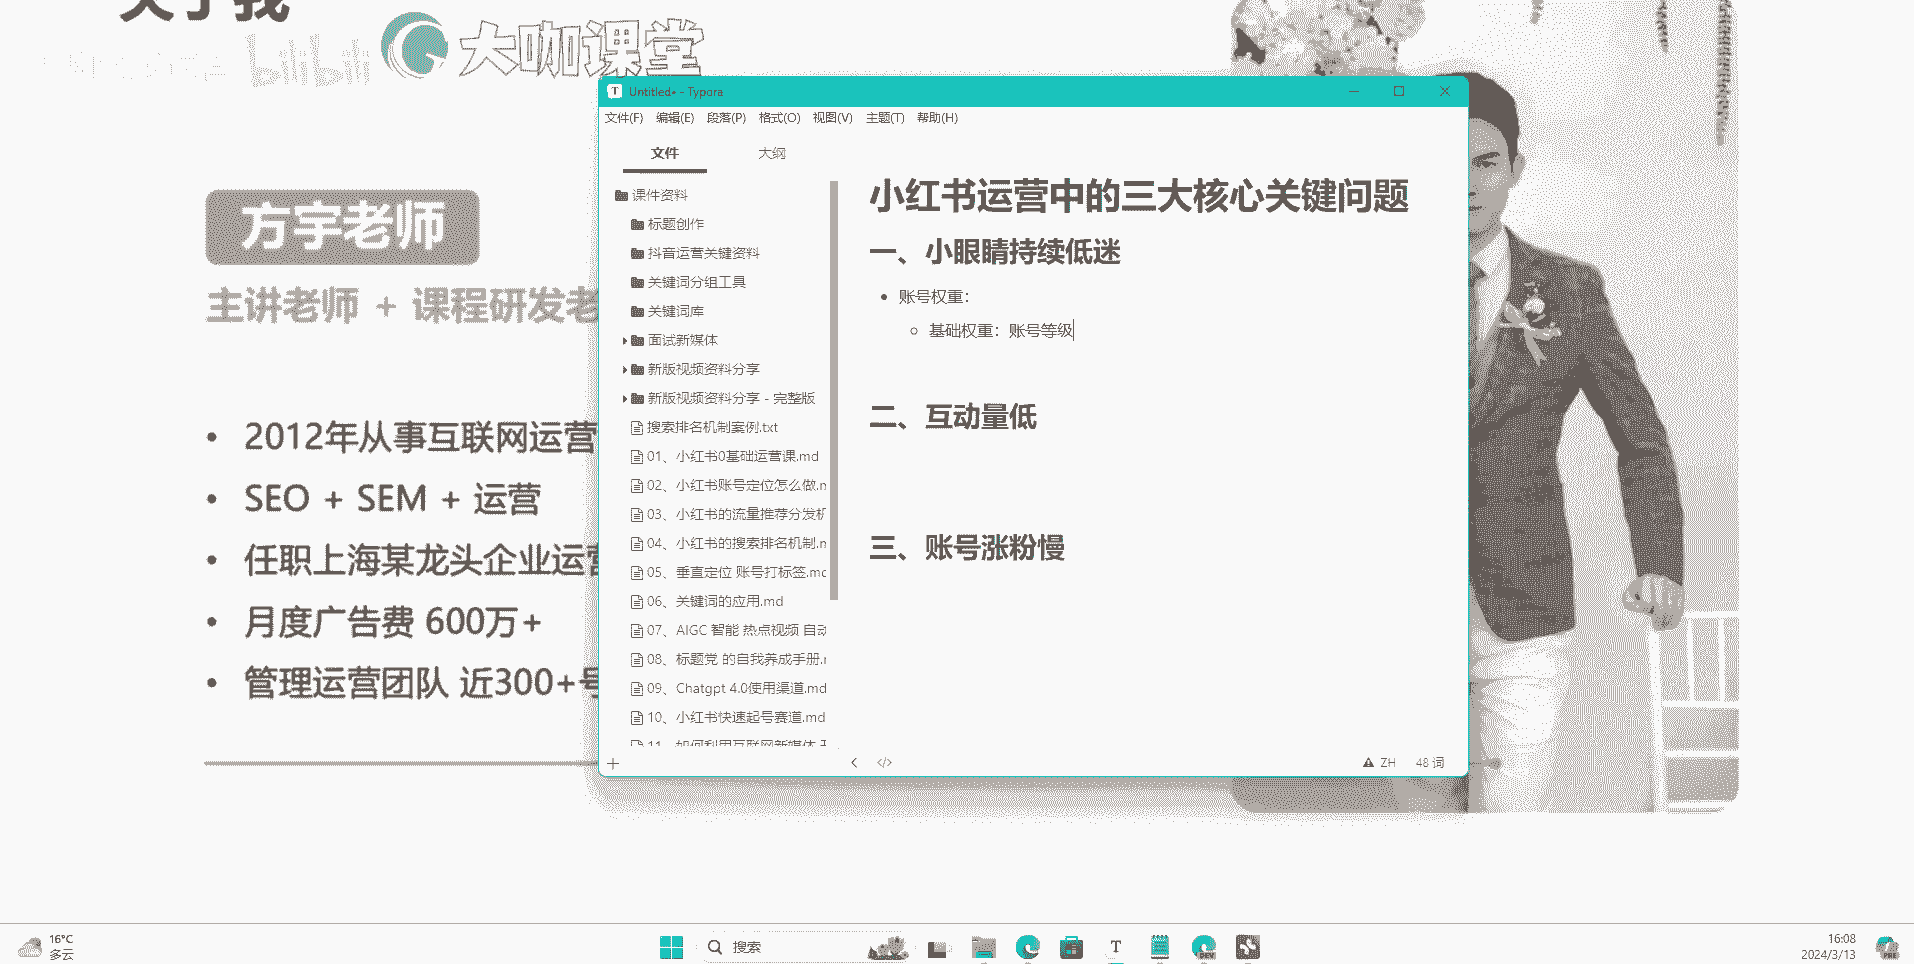 关于我
bilibili
大咖课堂
方宇老师
主讲老师 + 课程研发老
• 2012年从事互联网运营
• SEO + SEM + 运营
• 任职上海某龙头企业运营
• 月度广告费 600万+
• 管理运营团队 近300+号
Untitled• - Typora
文件(F) 编辑(E) 段落(P) 格式(O) 视图(V) 主题(T) 帮助(H)
文件 大纲
课件资料
标题创作
抖音运营关键资料
关键词分组工具
关键词库
面试新媒体
新版视频资料分享
新版视频资料分享 - 完整版
搜索排名机制案例.txt
01、小红书0基础运营课.md
02、小红书账号定位怎么做.m
03、小红书的流量推荐分发机
04、小红书的搜索排名机制.m
05、垂直定位 账号打标签.md
06、关键词的应用.md
07、AIGC 智能 热点视频 自动
08、标题党 的自我养成手册.m
09、Chatgpt 4.0使用渠道.md
10、小红书快速起号赛道.md
11、如何利用互联网新媒体
小红书运营中的三大核心关键问题
一、小眼睛持续低迷
• 账号权重：
○ 基础权重：账号等级
二、互动量低
三、账号涨粉慢
</> ZH 48 词
16°C
多云
搜索
T
DEV
16:08
2024/3/13
PRE